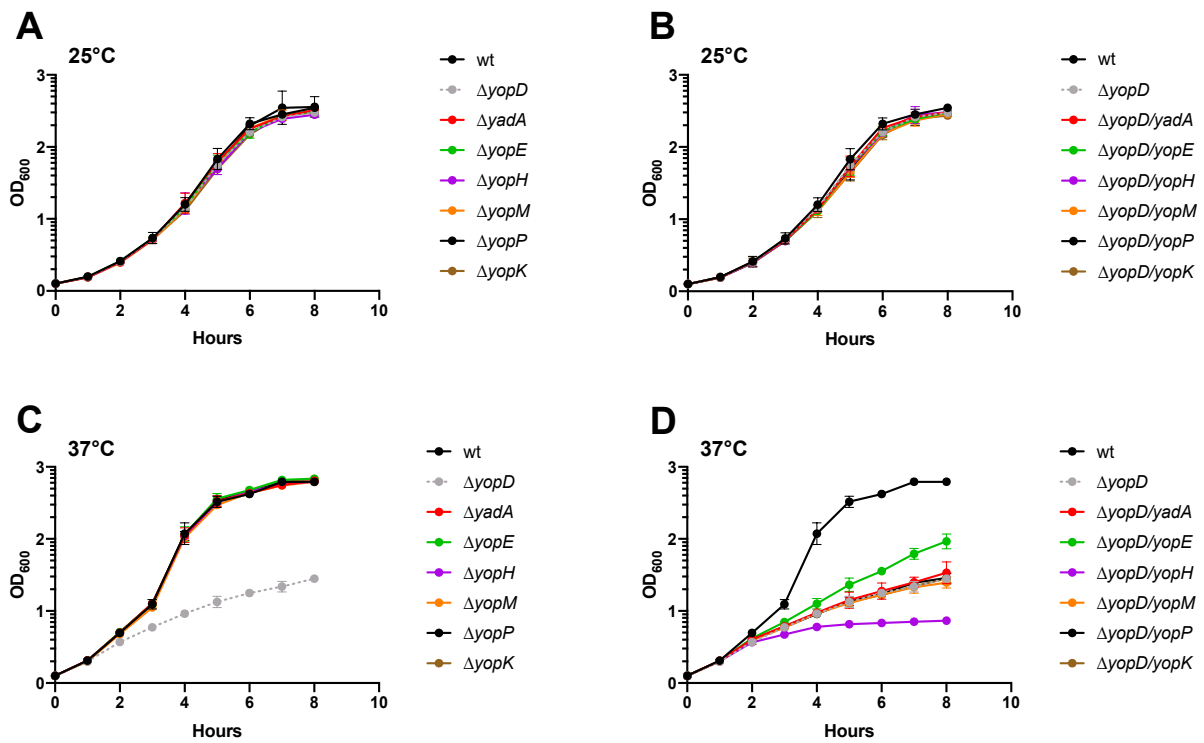 A
25°C
OD600
3
2
1
0
0 2 4 6 8 10
Hours
wt
ΔyopD
ΔyadA
ΔyopE
ΔyopH
ΔyopM
ΔyopP
ΔyopK
B
25°C
OD600
3
2
1
0
0 2 4 6 8 10
Hours
wt
ΔyopD
ΔyopD/yadA
ΔyopD/yopE
ΔyopD/yopH
ΔyopD/yopM
ΔyopD/yopP
ΔyopD/yopK
C
37°C
OD600
3
2
1
0
0 2 4 6 8 10
Hours
wt
ΔyopD
ΔyadA
ΔyopE
ΔyopH
ΔyopM
ΔyopP
ΔyopK
D
37°C
OD600
3
2
1
0
0 2 4 6 8 10
Hours
wt
ΔyopD
ΔyopD/yadA
ΔyopD/yopE
ΔyopD/yopH
ΔyopD/yopM
ΔyopD/yopP
ΔyopD/yopK